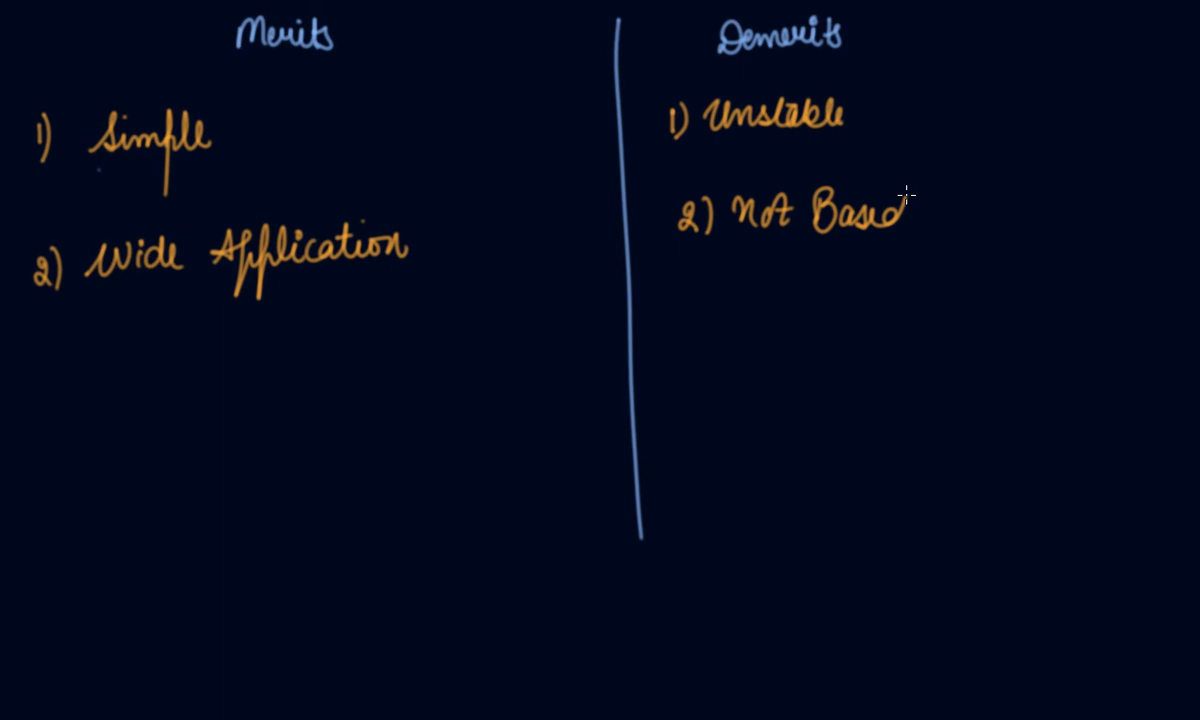 Merits
1) Simple
2) Wide Application
Demerits
1) Unstable
2) Not Based